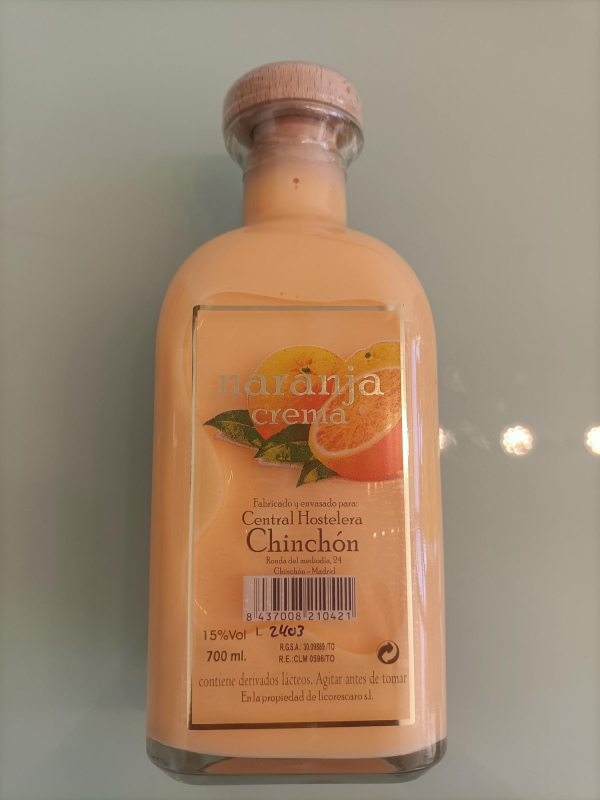 naranja
crema
Fabricado y envasado para:
Central Hostelera
Chinchón
Ronda del mediodía, 24
Chinchón - Madrid
8 437008 210421
15%Vol L 2403
700 ml.
R.G.S.A.: 30.09889 /TO
R.E.: CLM 0596/TO
contiene derivados lácteos. Agitar antes de tomar
En la propiedad de licorescaro s.l.